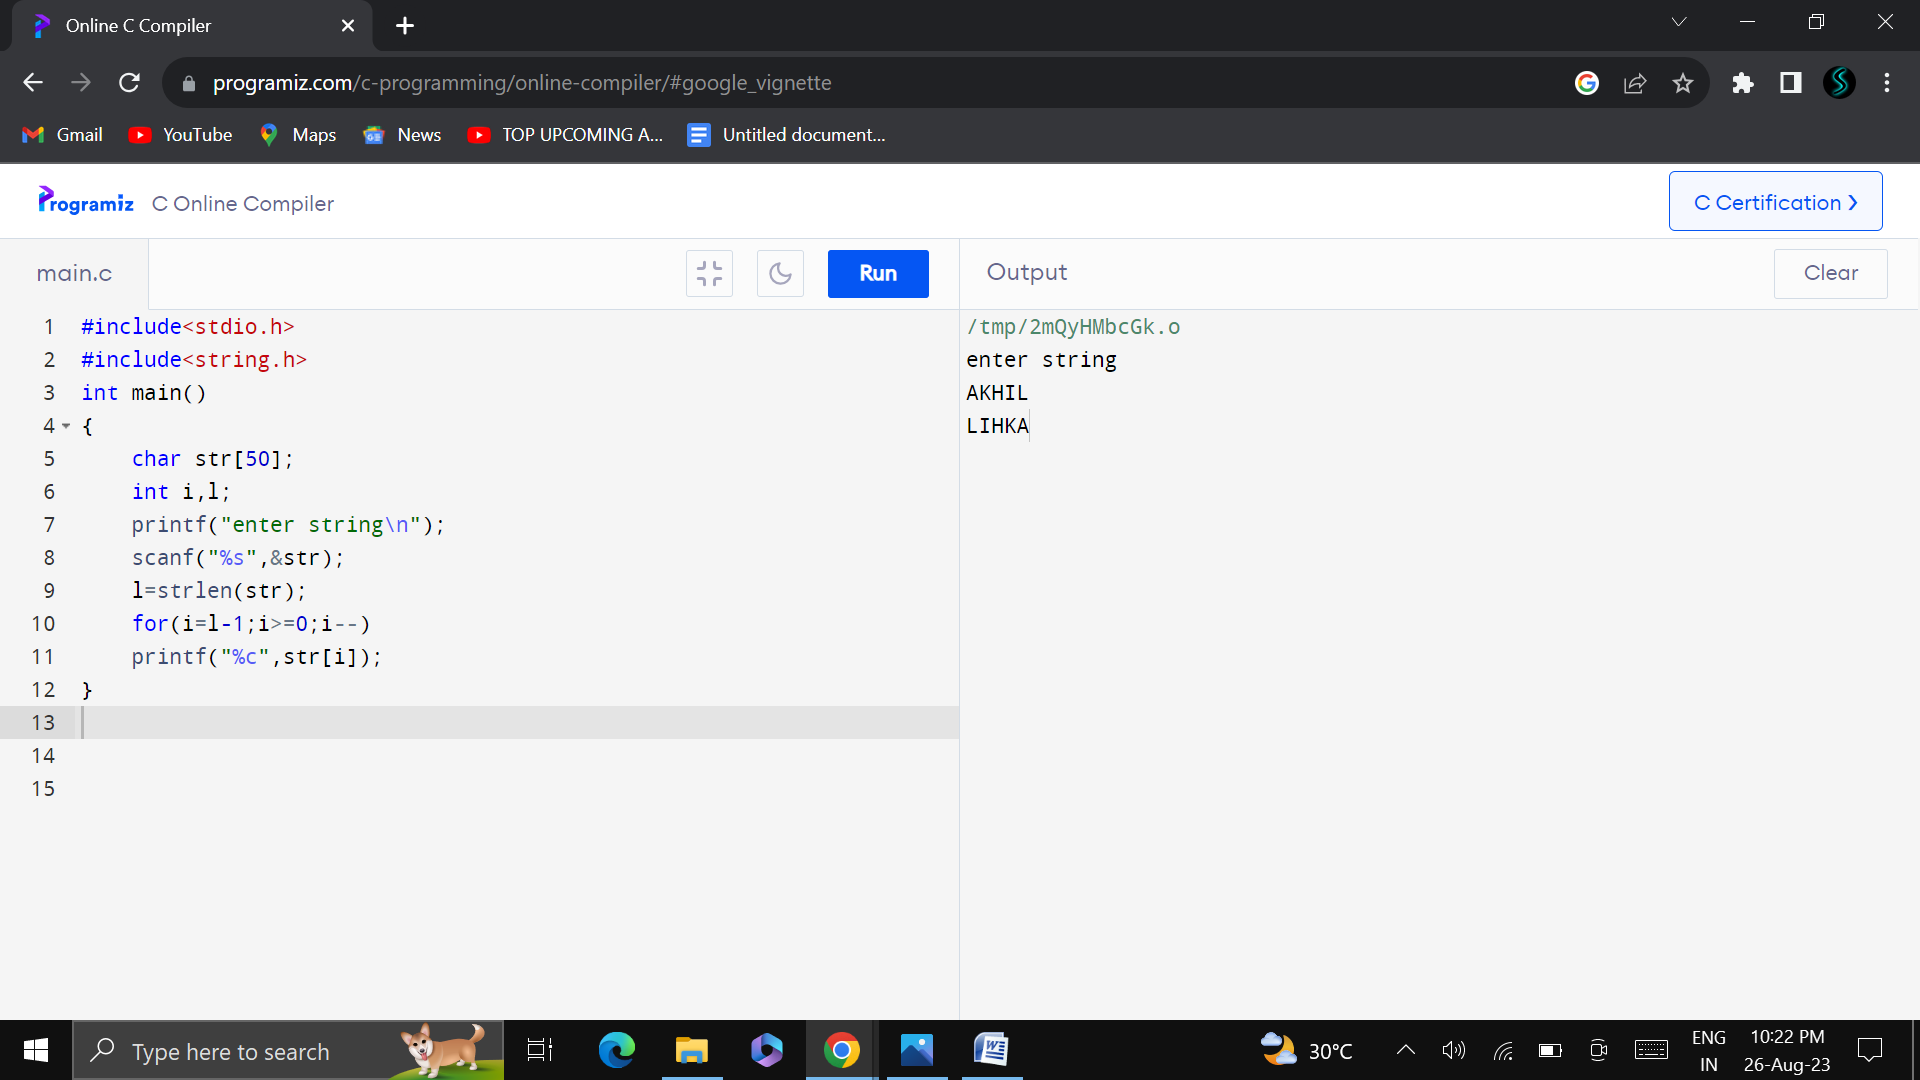 Online C Compiler
programiz.com/c-programming/online-compiler/#google_vignette
Gmail YouTube Maps News TOP UPCOMING A... Untitled document...
Programiz C Online Compiler C Certification
main.c Run Output Clear
1 #include<stdio.h>
2 #include<string.h>
3 int main()
4 {
5 char str[50];
6 int i,l;
7 printf("enter string\n");
8 scanf("%s",&str);
9 l=strlen(str);
10 for(i=l-1;i>=0;i--)
11 printf("%c",str[i]);
12 }
13
14
15
/tmp/2mQyHMbcGk.o
enter string
AKHIL
LIHKA
Type here to search
30°C
ENG
IN
10:22 PM
26-Aug-23